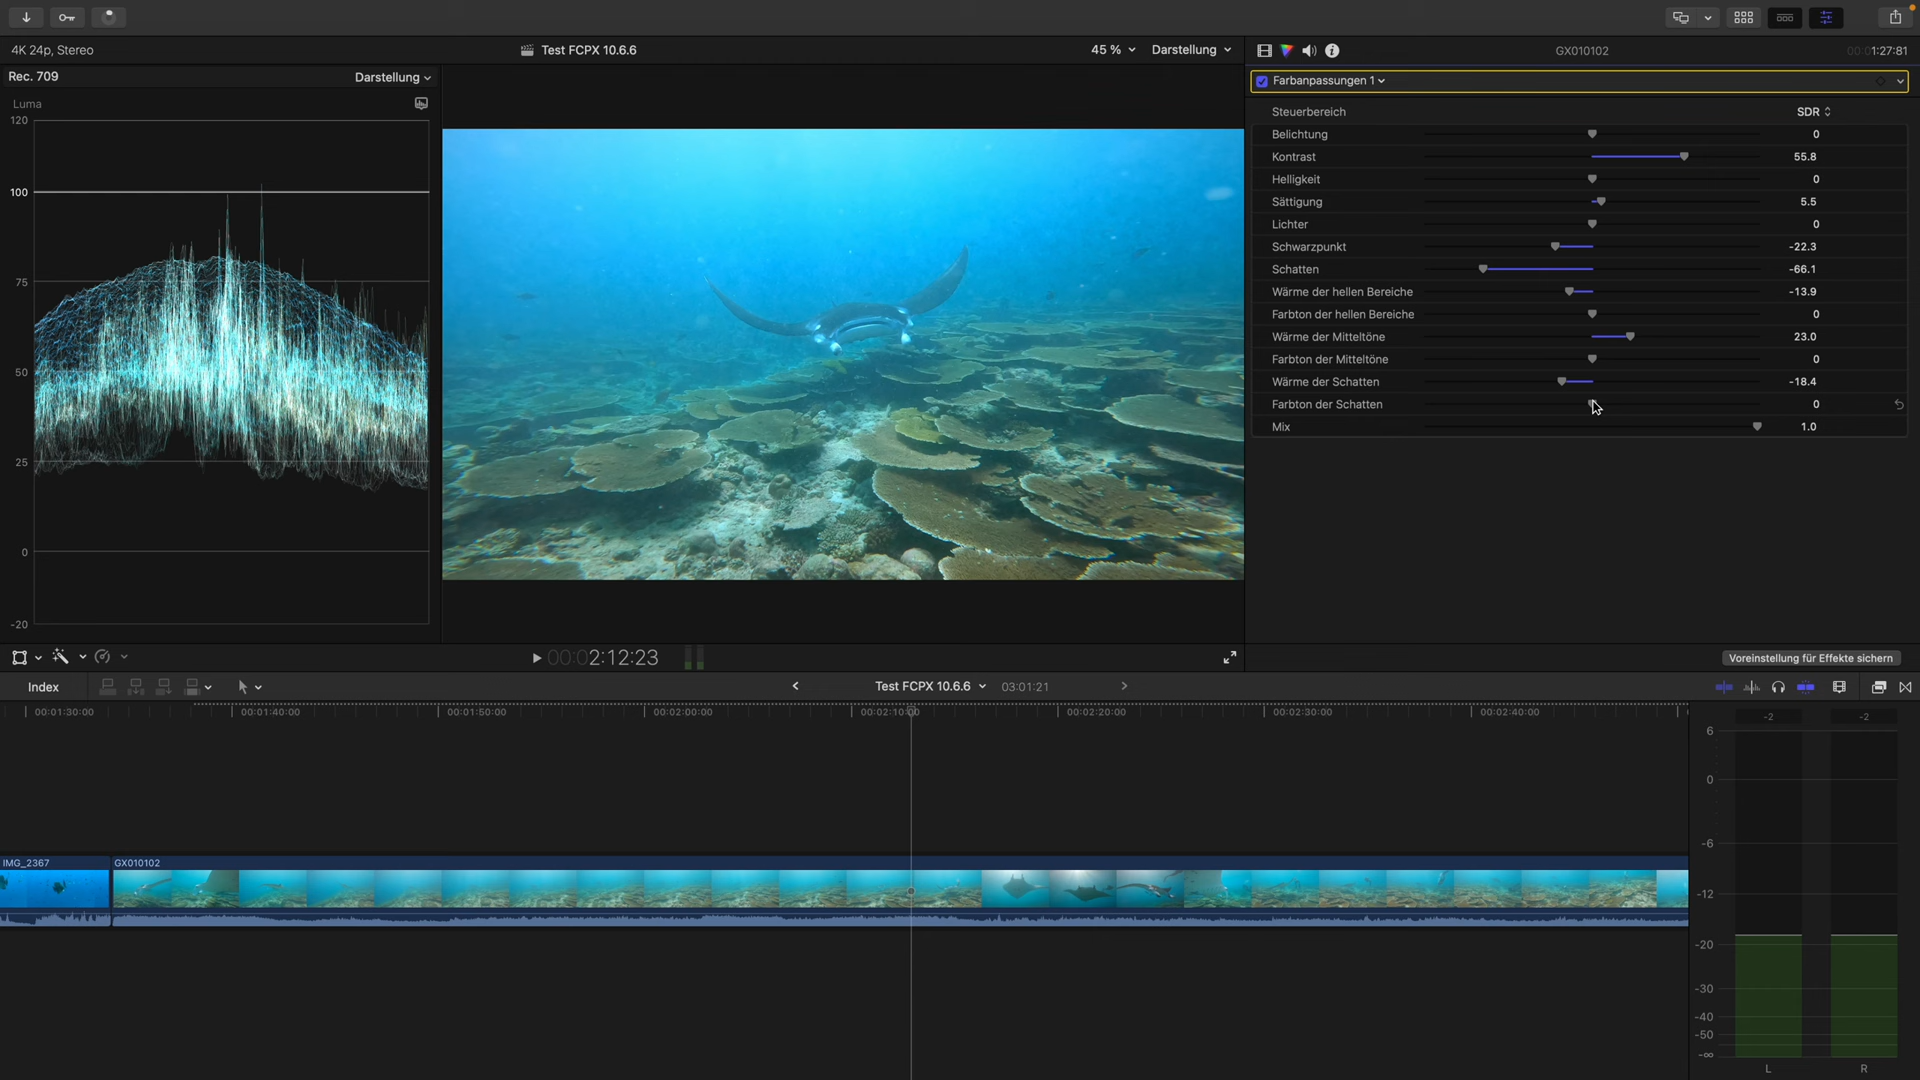 4K 24p, Stereo
Test FCPX 10.6.6
45 %
Darstellung
GX010102
00:01:27:81
Rec. 709
Darstellung
Farbanpassungen 1
Luma
120
100
75
50
25
0
-20
Steuerbereich SDR
Belichtung 0
Kontrast 55.8
Helligkeit 0
Sättigung 5.5
Lichter 0
Schwarzpunkt -22.3
Schatten -66.1
Wärme der hellen Bereiche -13.9
Farbton der hellen Bereiche 0
Wärme der Mitteltöne 23.0
Farbton der Mitteltöne 0
Wärme der Schatten -18.4
Farbton der Schatten 0
Mix 1.0
00:02:12:23
Voreinstellung für Effekte sichern
Index
Test FCPX 10.6.6
03:01:21
00:01:30:00
00:01:40:00
00:01:50:00
00:02:00:00
00:02:10:00
00:02:20:00
00:02:30:00
00:02:40:00
-2
-2
6
0
-6
-12
-20
-30
-40
-50
-∞
L
R
IMG_2367
GX010102